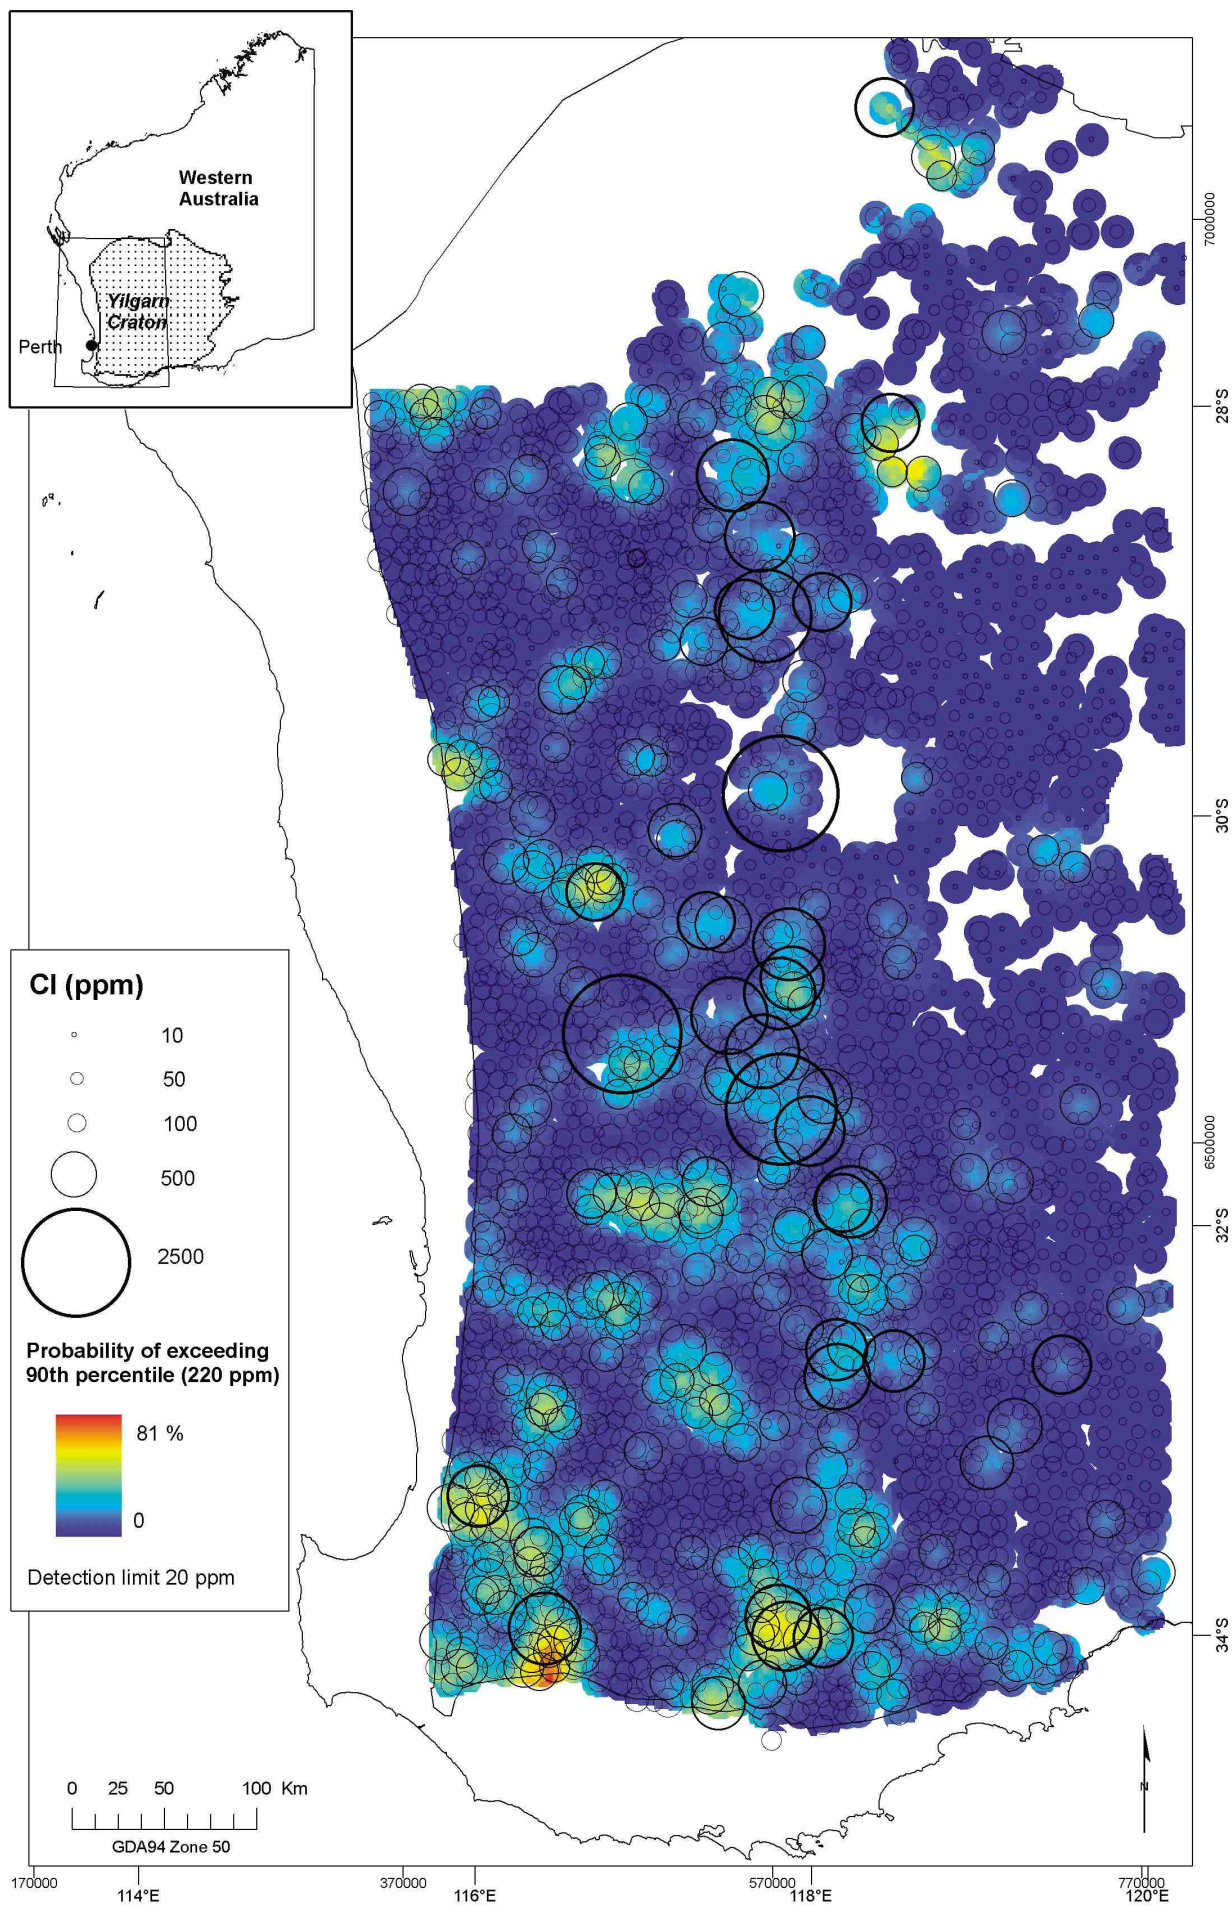 Western
Australia
Yilgarn
Craton
Perth
7000000
28°S
30°S
6500000
32°S
34°S
Cl (ppm)
10
50
100
500
2500
Probability of exceeding
90th percentile (220 ppm)
81 %
0
Detection limit 20 ppm
0 25 50 100 Km
GDA94 Zone 50
N
170000 370000 570000 770000
114°E 116°E 118°E 120°E